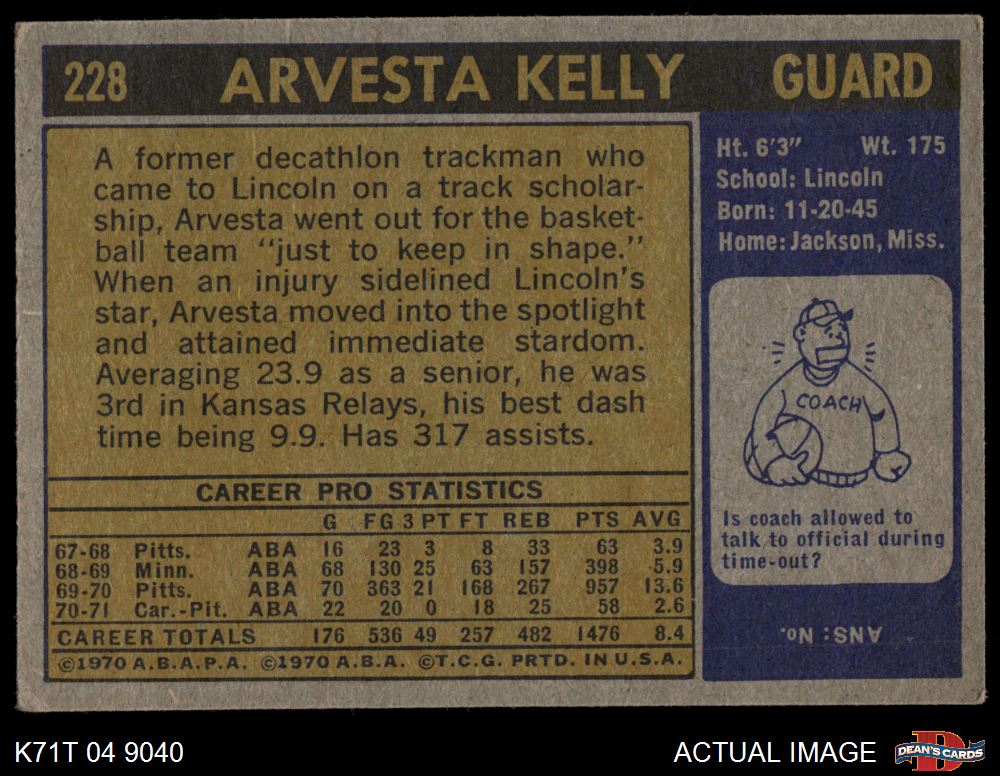 228 ARVESTA KELLY GUARD
A former decathlon trackman who
came to Lincoln on a track scholar-
ship, Arvesta went out for the basket-
ball team "just to keep in shape."
When an injury sidelined Lincoln's
star, Arvesta moved into the spotlight
and attained immediate stardom.
Averaging 23.9 as a senior, he was
3rd in Kansas Relays, his best dash
time being 9.9. Has 317 assists.
CAREER PRO STATISTICS
G FG 3 PT FT REB PTS AVG
67-68 Pitts. ABA 16 23 3 8 33 63 3.9
68-69 Minn. ABA 68 130 25 63 157 398 5.9
69-70 Pitts. ABA 70 363 21 168 267 957 13.6
70-71 Car.-Pit. ABA 22 20 0 18 25 58 2.6
CAREER TOTALS 176 536 49 257 482 1476 8.4
©1970 A.B.A.P.A. ©1970 A.B.A. ©T.C.G. PRTD. IN U.S.A.
Ht. 6'3" Wt. 175
School: Lincoln
Born: 11-20-45
Home: Jackson, Miss.
COACH
Is coach allowed to
talk to official during
time-out?
ANS: No.
K71T 04 9040
ACTUAL IMAGE
DEAN'S CARDS